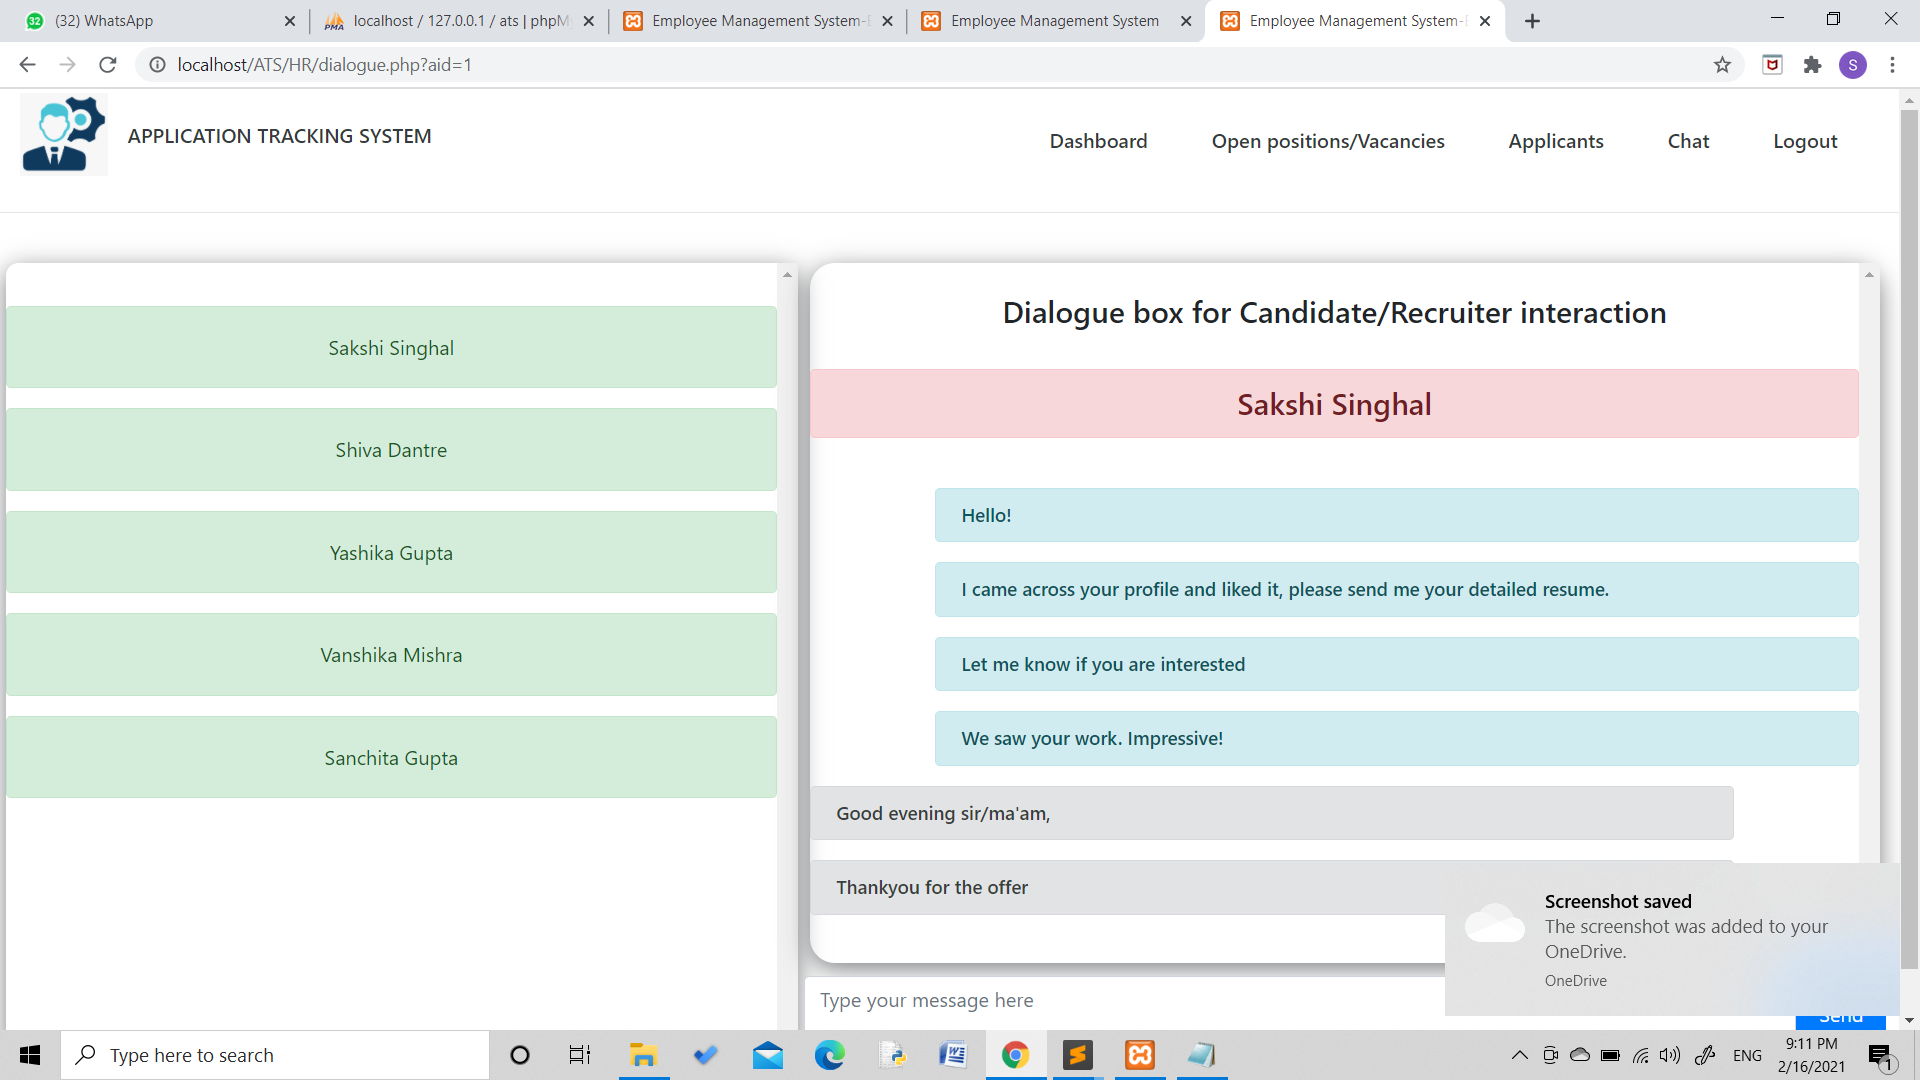 32
(32) WhatsApp
PMA
localhost / 127.0.0.1 / ats | phpM
Employee Management System-E
Employee Management System
Employee Management System-E
localhost/ATS/HR/dialogue.php?aid=1
S
APPLICATION TRACKING SYSTEM
Dashboard
Open positions/Vacancies
Applicants
Chat
Logout
Sakshi Singhal
Shiva Dantre
Yashika Gupta
Vanshika Mishra
Sanchita Gupta
Dialogue box for Candidate/Recruiter interaction
Sakshi Singhal
Hello!
I came across your profile and liked it, please send me your detailed resume.
Let me know if you are interested
We saw your work. Impressive!
Good evening sir/ma'am,
Thankyou for the offer
Type your message here
Send
Screenshot saved
The screenshot was added to your
OneDrive.
OneDrive
Type here to search
ENG
9:11 PM
2/16/2021
1